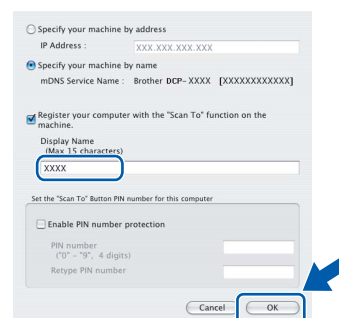 Specify your machine by address
IP Address : XXX.XXX.XXX.XXX
Specify your machine by name
mDNS Service Name : Brother DCP-XXXX [XXXXXXXXXXXX]
Register your computer with the "Scan To" function on the
machine.
Display Name
(Max 15 characters)
XXXX
Set the "Scan To" Button PIN number for this computer
Enable PIN number protection
PIN number
("0" - "9", 4 digits)
Retype PIN number
Cancel OK